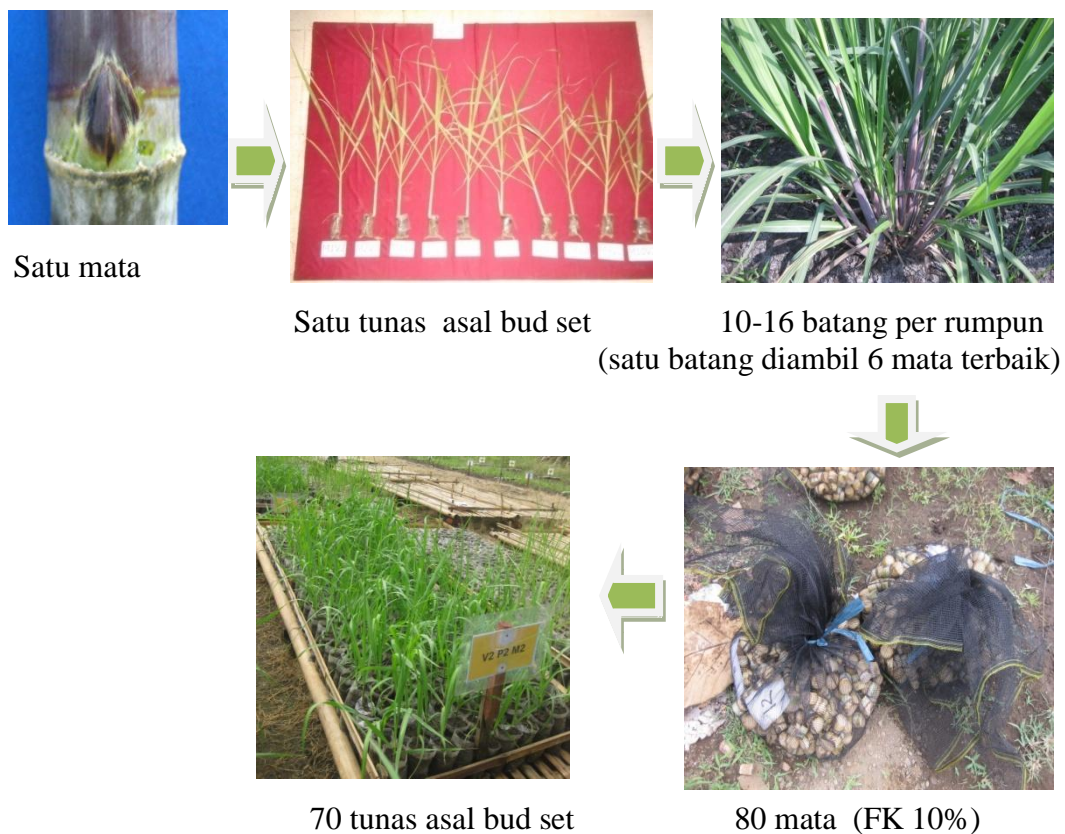 Satu mata
Satu tunas asal bud set
10-16 batang per rumpun
(satu batang diambil 6 mata terbaik)
80 mata (FK 10%)
V2 P2 M2
70 tunas asal bud set